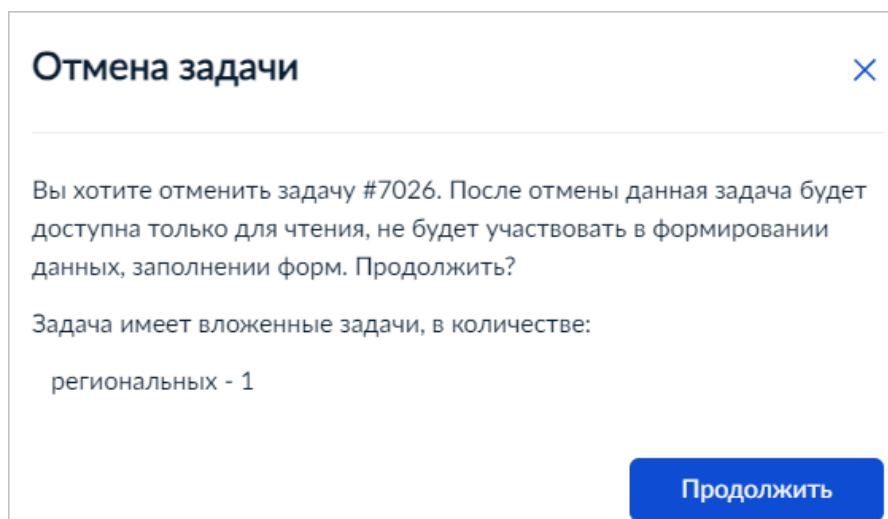 Отмена задачи
Вы хотите отменить задачу #7026. После отмены данная задача будет
доступна только для чтения, не будет участвовать в формировании
данных, заполнении форм. Продолжить?
Задача имеет вложенные задачи, в количестве:
региональных - 1
Продолжить